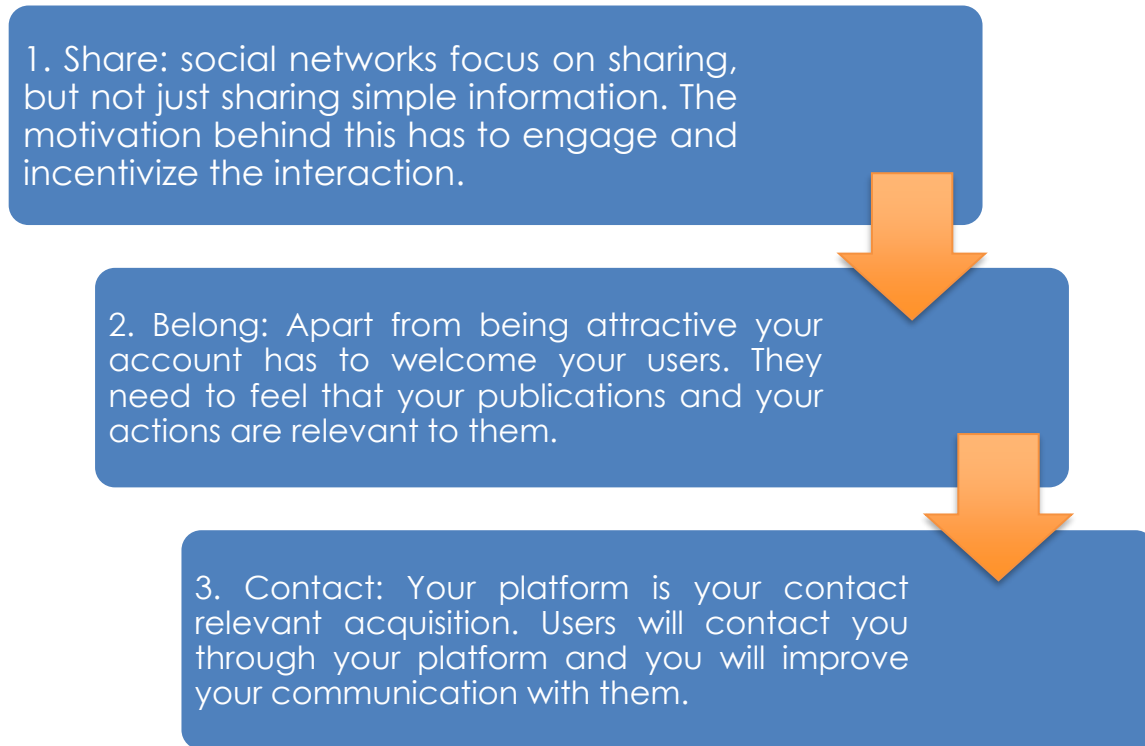 1. Share: social networks focus on sharing,
but not just sharing simple information. The
motivation behind this has to engage and
incentivize the interaction.
2. Belong: Apart from being attractive your
account has to welcome your users. They
need to feel that your publications and your
actions are relevant to them.
3. Contact: Your platform is your contact
relevant acquisition. Users will contact you
through your platform and you will improve
your communication with them.